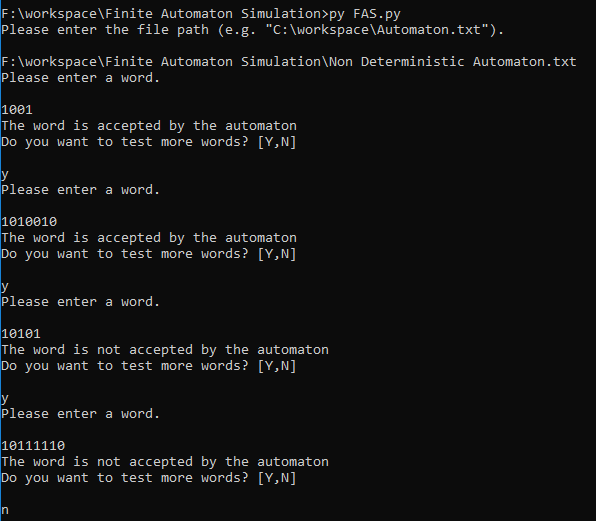 F:\workspace\Finite Automaton Simulation>py FAS.py
Please enter the file path (e.g. "C:\workspace\Automaton.txt").
F:\workspace\Finite Automaton Simulation\Non Deterministic Automaton.txt
Please enter a word.
1001
The word is accepted by the automaton
Do you want to test more words? [Y,N]
y
Please enter a word.
1010010
The word is accepted by the automaton
Do you want to test more words? [Y,N]
y
Please enter a word.
10101
The word is not accepted by the automaton
Do you want to test more words? [Y,N]
y
Please enter a word.
10111110
The word is not accepted by the automaton
Do you want to test more words? [Y,N]
n